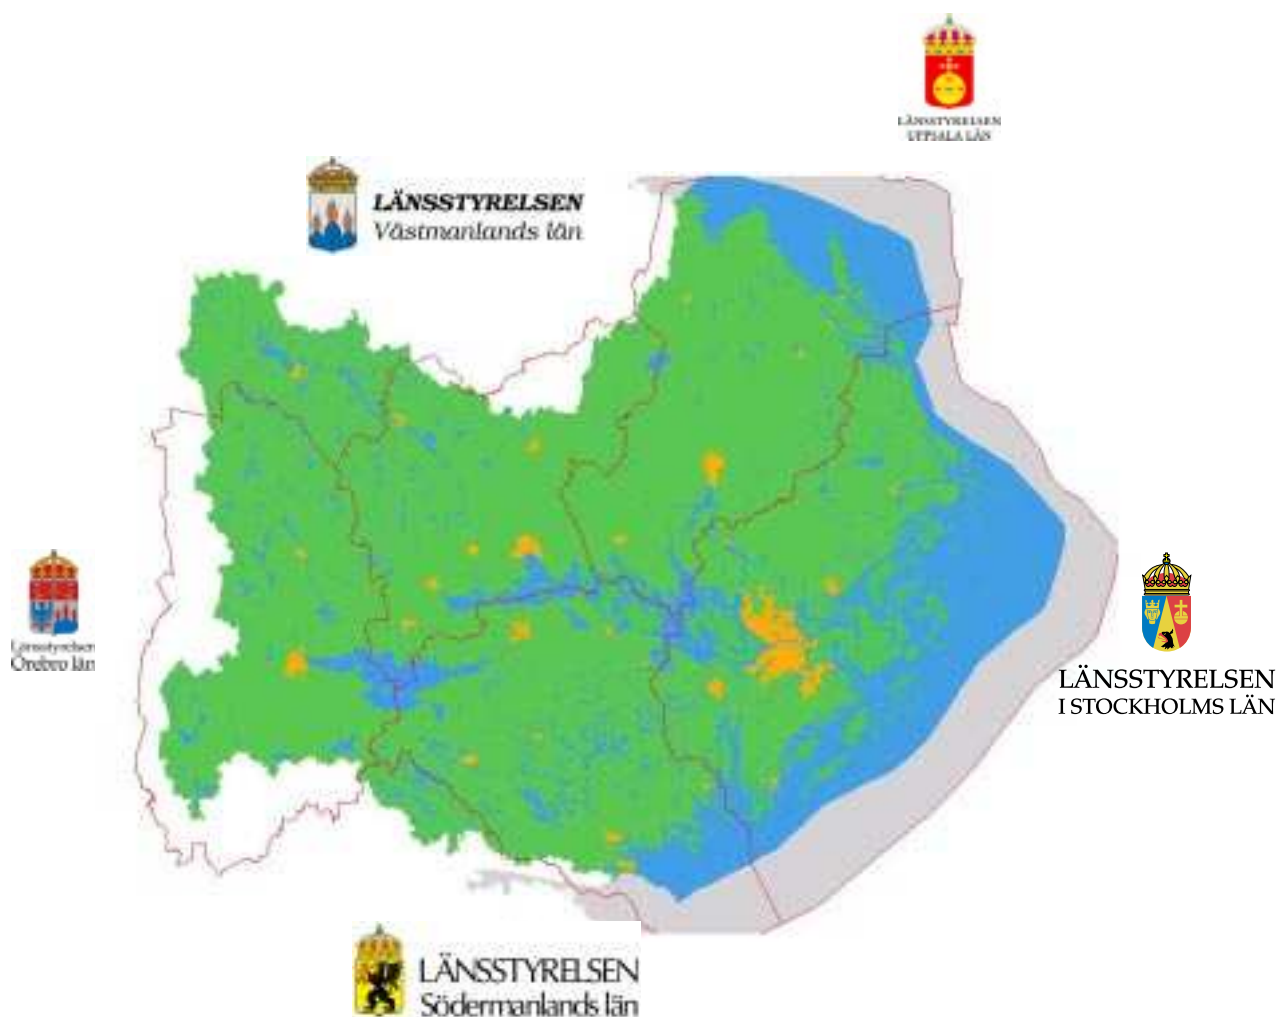 LÄNSSTYRELSEN
UPPSALA LÄN
LÄNSSTYRELSEN
Västmanlands län
Länsstyrelsen
Örebro län
LÄNSSTYRELSEN
I STOCKHOLMS LÄN
LÄNSSTYRELSEN
Södermanlands län